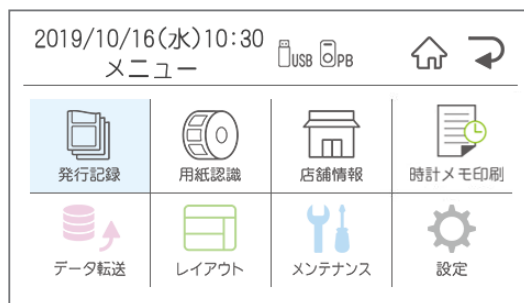 2019/10/16(水)10:30
USB PB
メニュー
発行記録
用紙認識
店舗情報
時計メモ印刷
データ転送
レイアウト
メンテナンス
設定